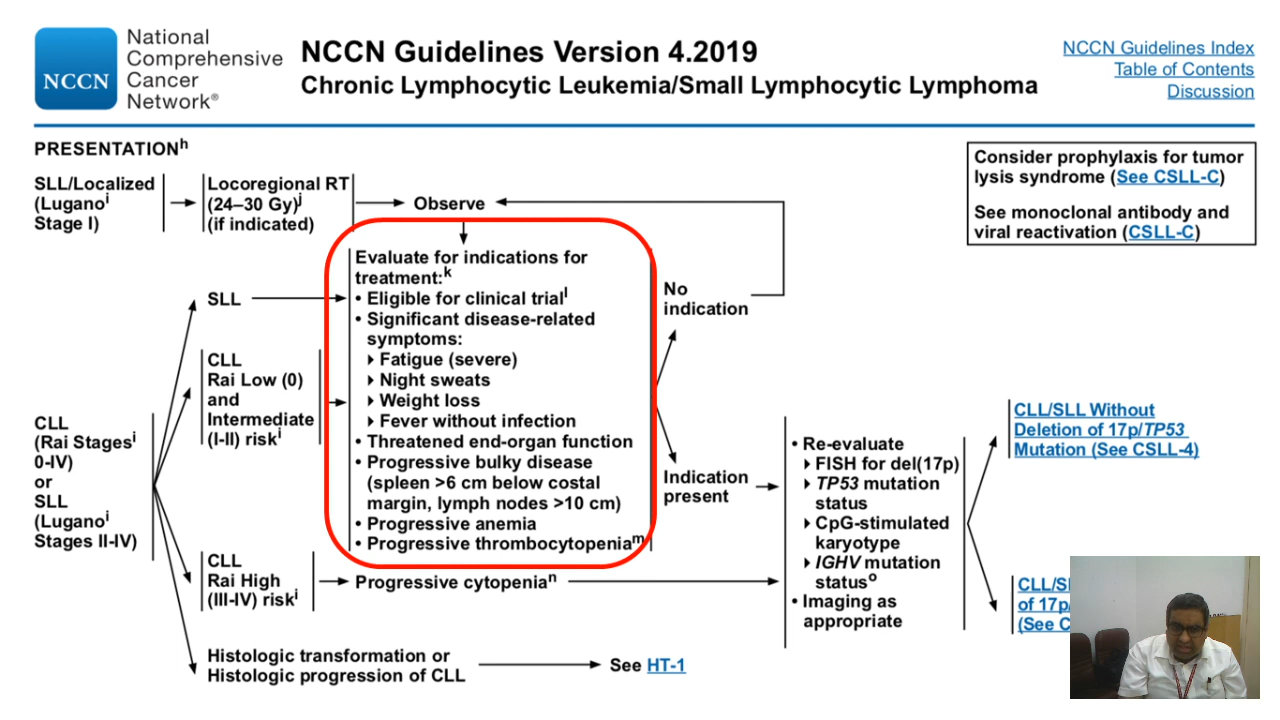 NCCN
National
Comprehensive
Cancer
Network®
NCCN Guidelines Version 4.2019
Chronic Lymphocytic Leukemia/Small Lymphocytic Lymphoma
NCCN Guidelines Index
Table of Contents
Discussion
PRESENTATIONh
Consider prophylaxis for tumor
lysis syndrome (See CSLL-C)
See monoclonal antibody and
viral reactivation (CSLL-C)
SLL/Localized
(Luganoi
Stage I)
Locoregional RT
(24–30 Gy)j
(if indicated)
Observe
Evaluate for indications for
treatment:k
• Eligible for clinical triall
• Significant disease-related
symptoms:
Fatigue (severe)
Night sweats
Weight loss
Fever without infection
• Threatened end-organ function
• Progressive bulky disease
(spleen >6 cm below costal
margin, lymph nodes >10 cm)
• Progressive anemia
• Progressive thrombocytopeniam
CLL
(Rai Stagesi
0-IV)
or
SLL
(Luganoi
Stages II-IV)
SLL
CLL
Rai Low (0)
and
Intermediate
(I-II) riski
CLL
Rai High
(III-IV) riski
Progressive cytopenian
Histologic transformation or
Histologic progression of CLL
See HT-1
No
indication
Indication
present
• Re-evaluate
FISH for del(17p)
TP53 mutation
status
CpG-stimulated
karyotype
IGHV mutation
statuso
• Imaging as
appropriate
CLL/SLL Without
Deletion of 17p/TP53
Mutation (See CSLL-4)
CLL/Sl
of 17p/
(See C